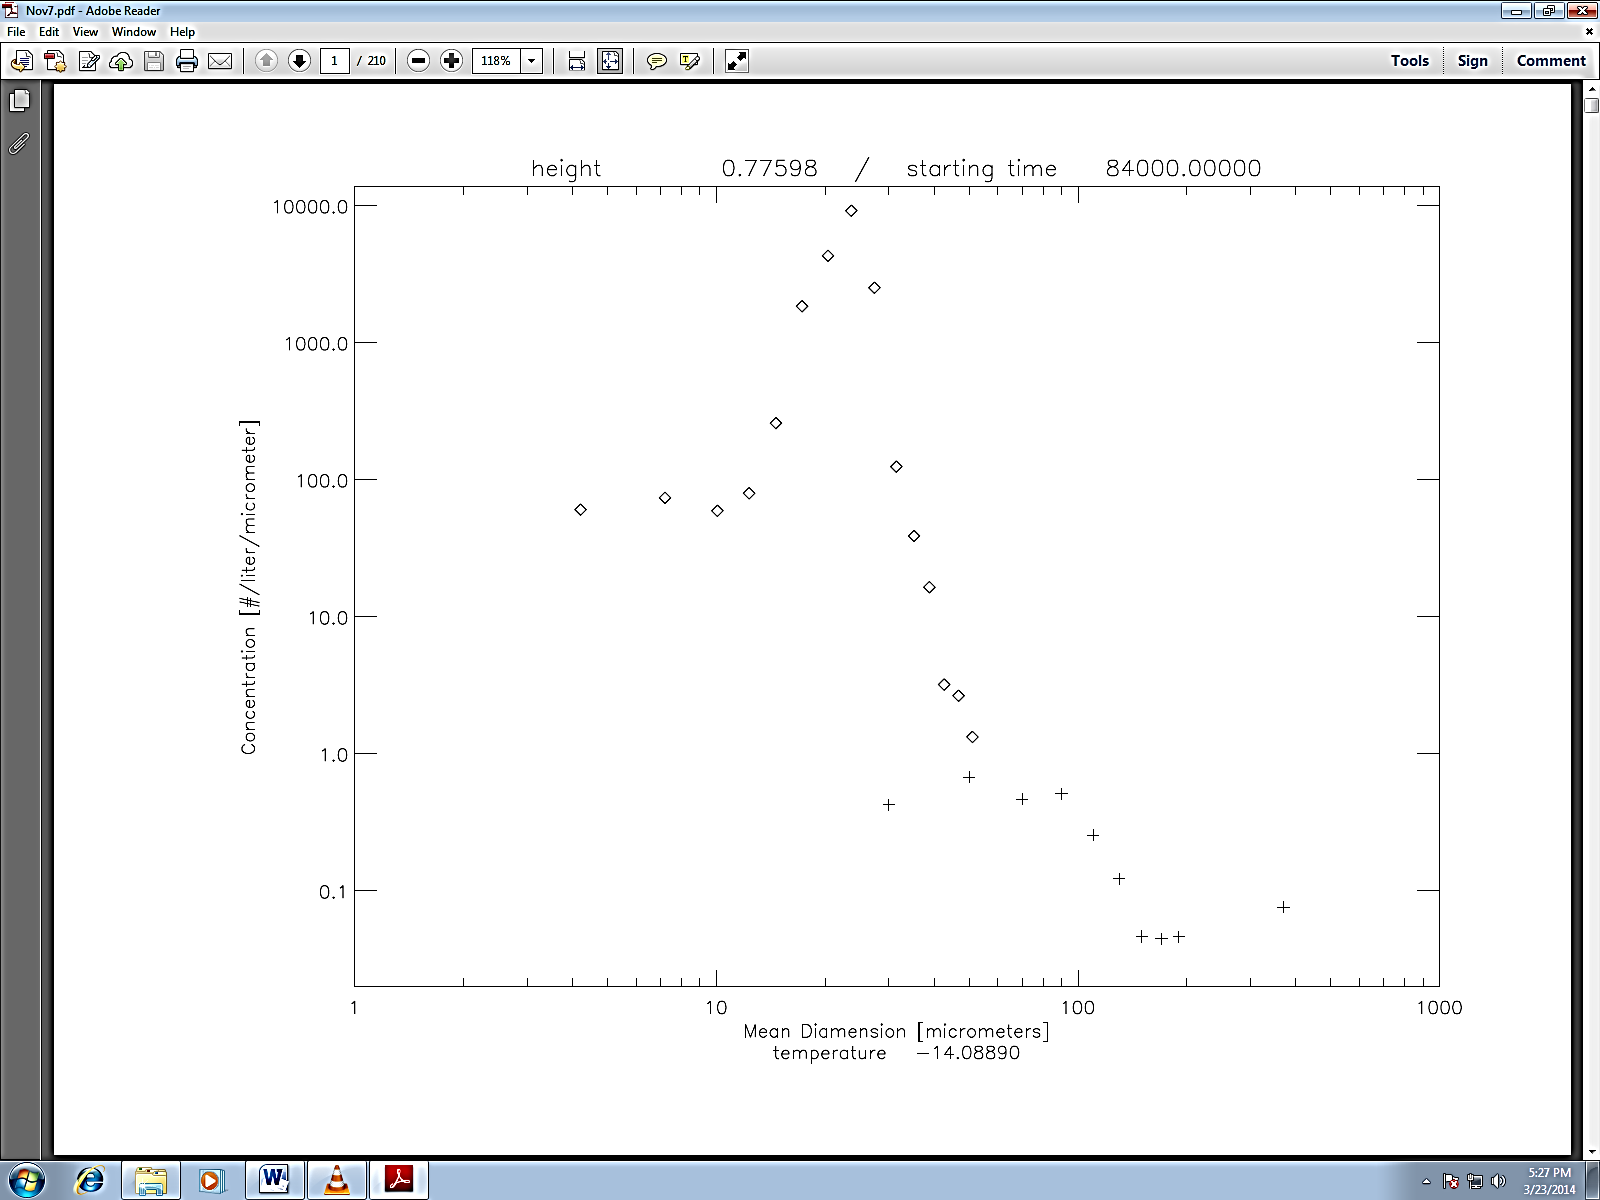 Nov7.pdf - Adobe Reader
File Edit View Window Help
1 / 210 118% Tools Sign Comment
height 0.77598 / starting time 84000.00000
10000.0
1000.0
100.0
10.0
1.0
0.1
Concentration [#/liter/micrometer]
1 10 100 1000
Mean Diamension [micrometers]
temperature -14.08890
5:27 PM
3/23/2014